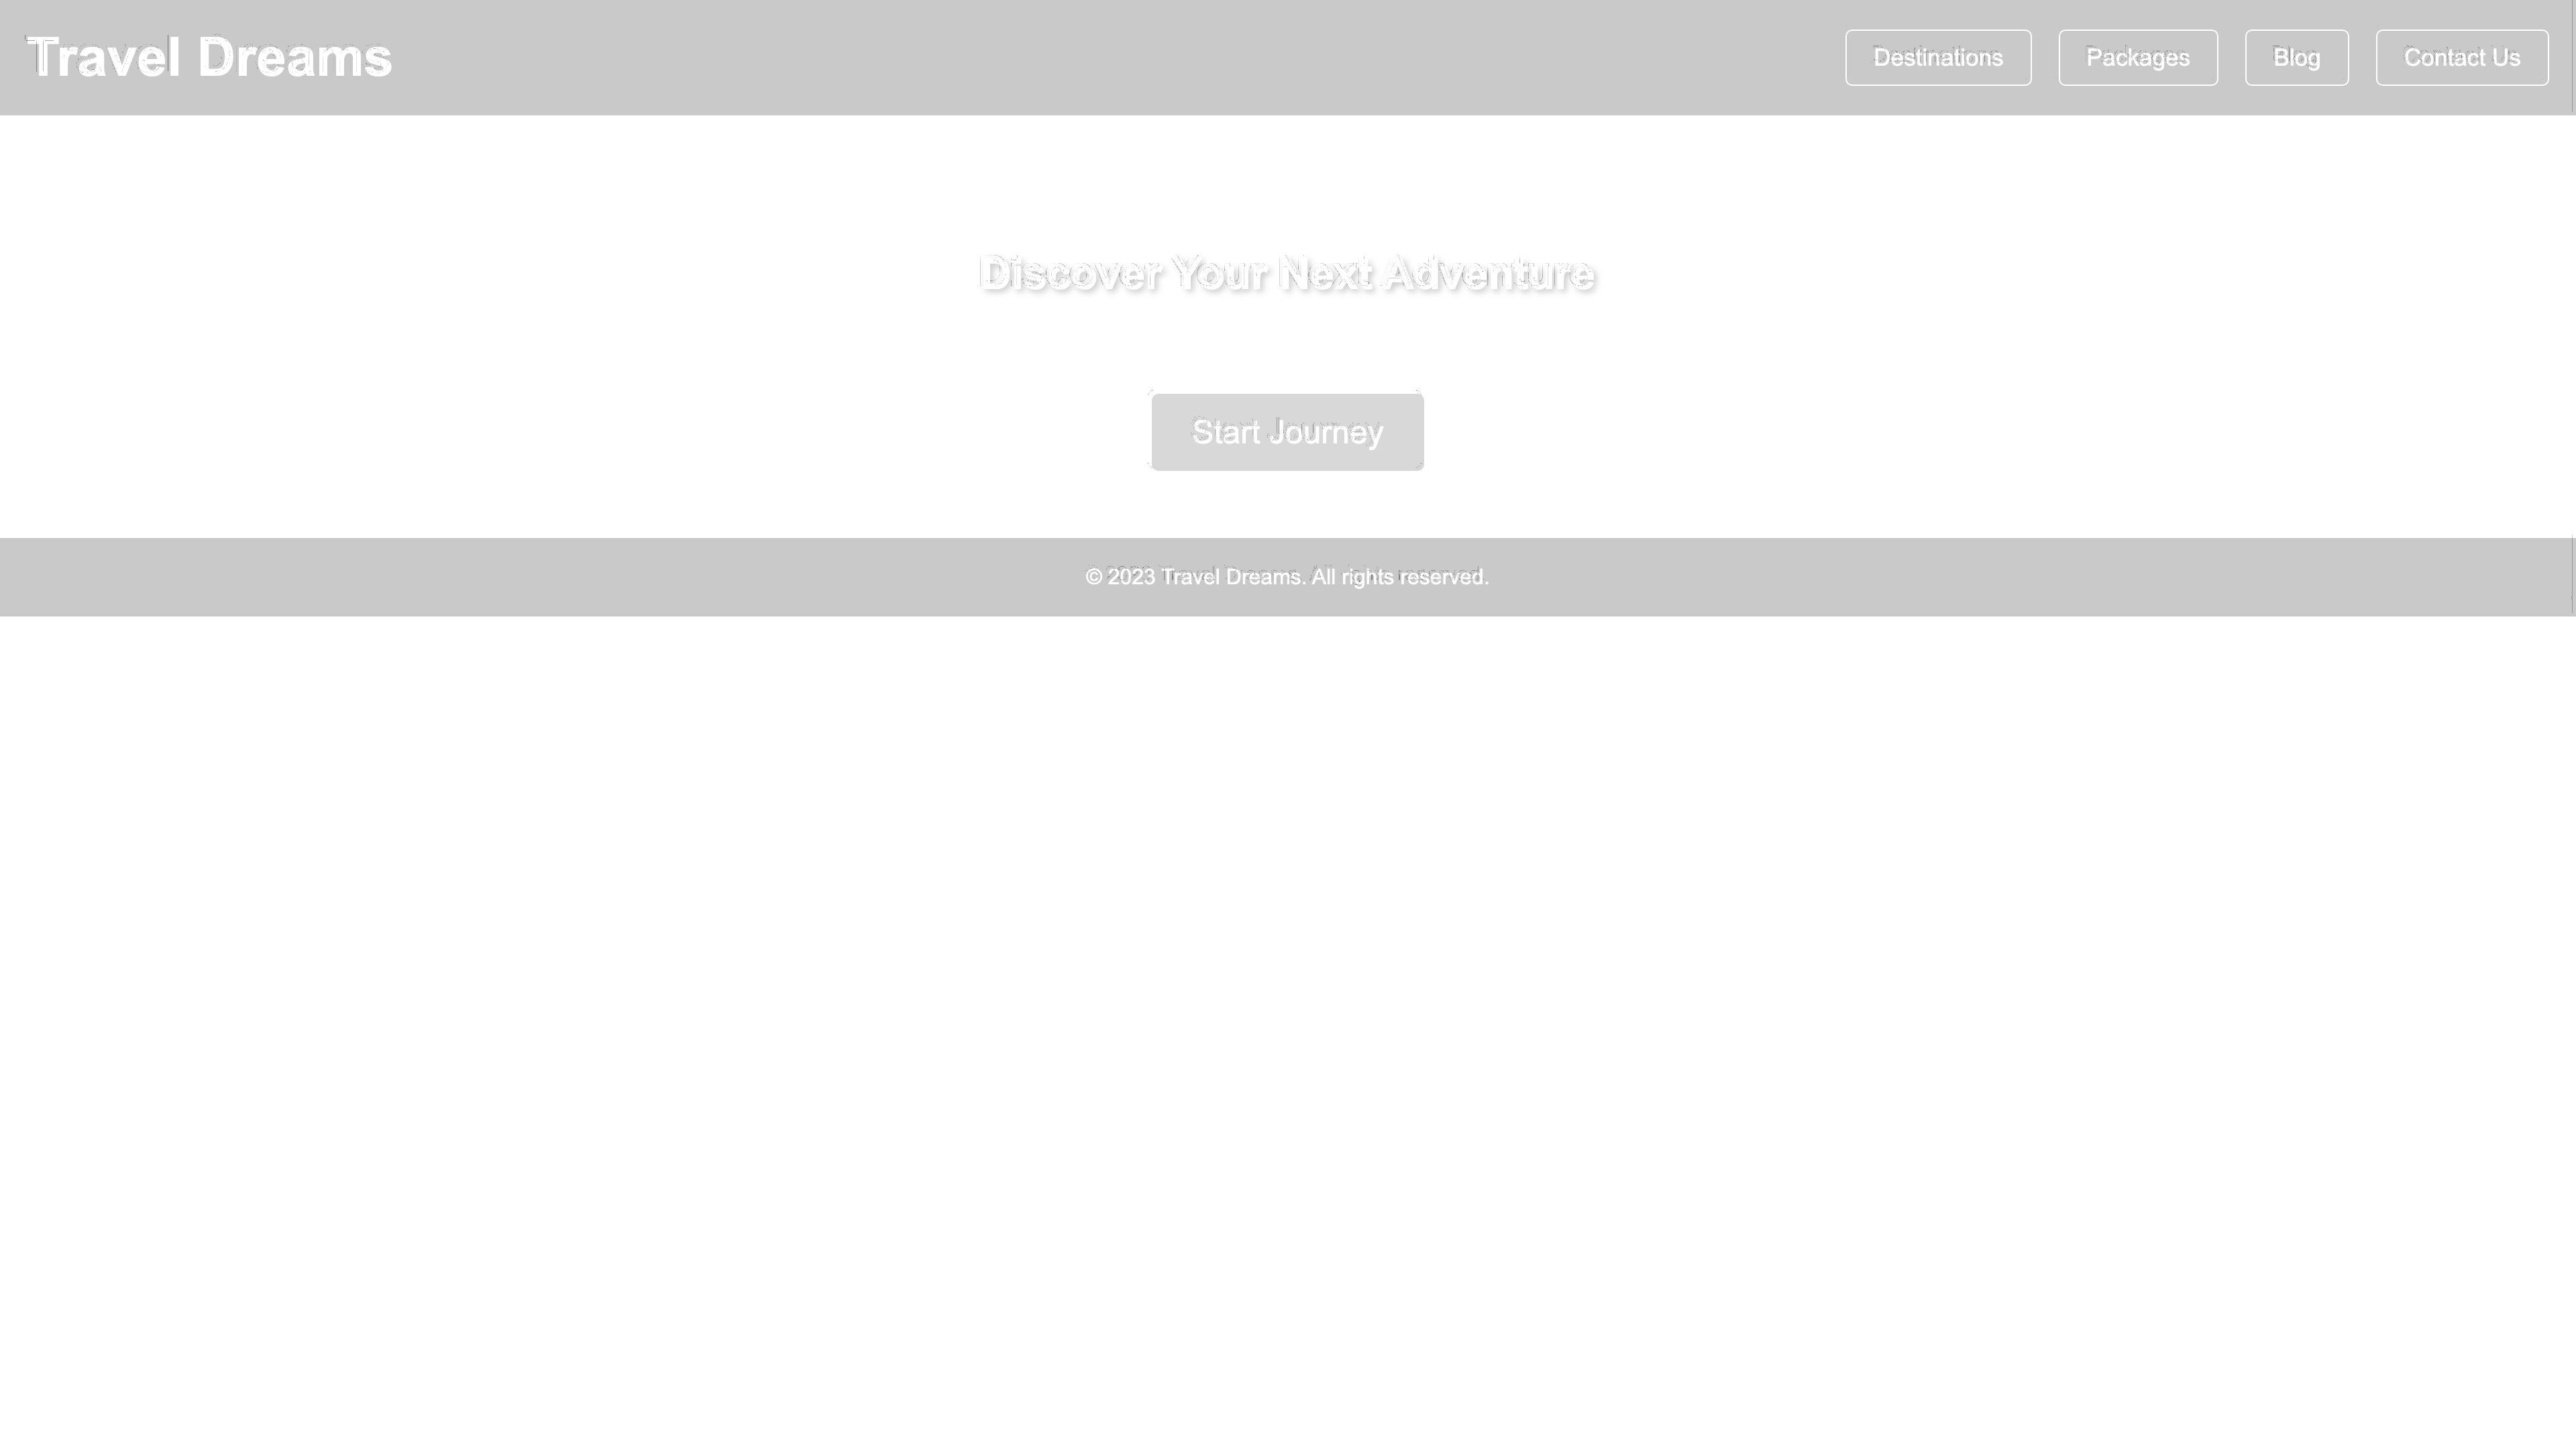 Travel Dreams
Destinations
Packages
Blog
Contact Us
Discover Your Next Adventure
Start Journey
© 2023 Travel Dreams. All rights reserved.